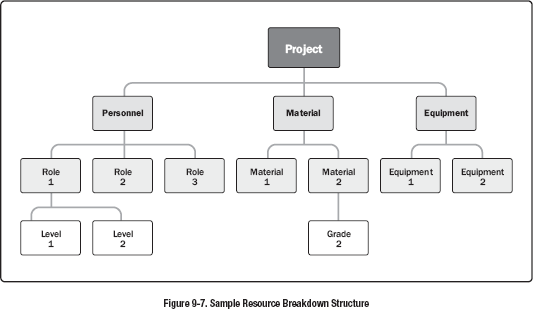 Project
Personnel
Material
Equipment
Role
1
Role
2
Role
3
Material
1
Material
2
Equipment
1
Equipment
2
Level
1
Level
2
Grade
2
Figure 9-7. Sample Resource Breakdown Structure